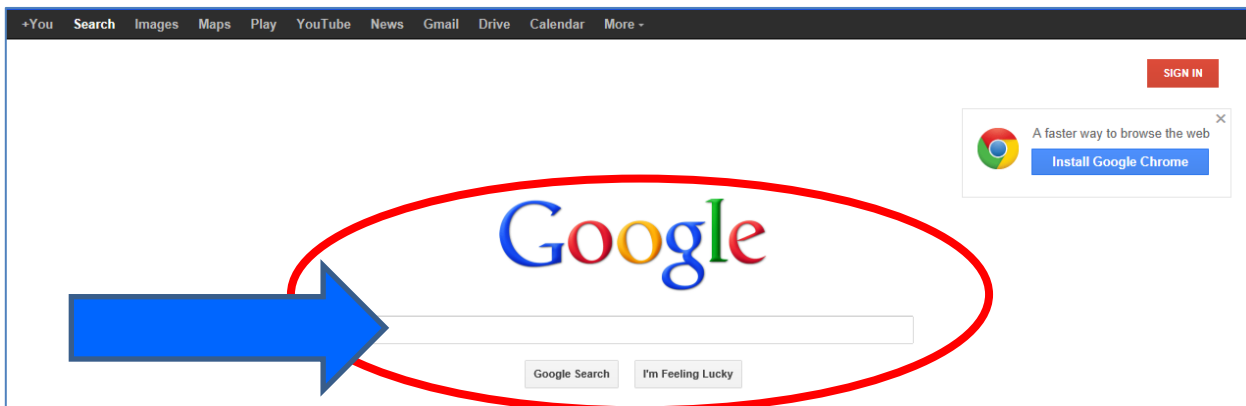 +You Search Images Maps Play YouTube News Gmail Drive Calendar More
SIGN IN
A faster way to browse the web
Install Google Chrome
Google
Google Search I'm Feeling Lucky